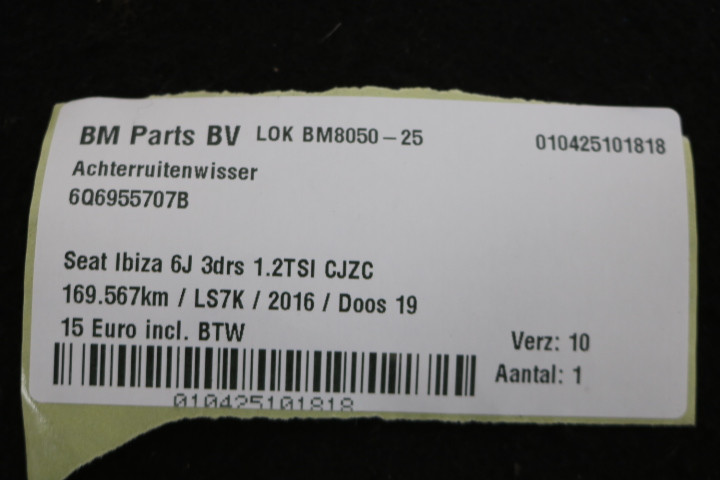 BM Parts BV LOK BM8050-25 010425101818
Achterruitenwisser
6Q6955707B
Seat Ibiza 6J 3drs 1.2TSI CJZC
169.567km / LS7K / 2016 / Doos 19
15 Euro incl. BTW
Verz: 10
Aantal: 1
010425101818